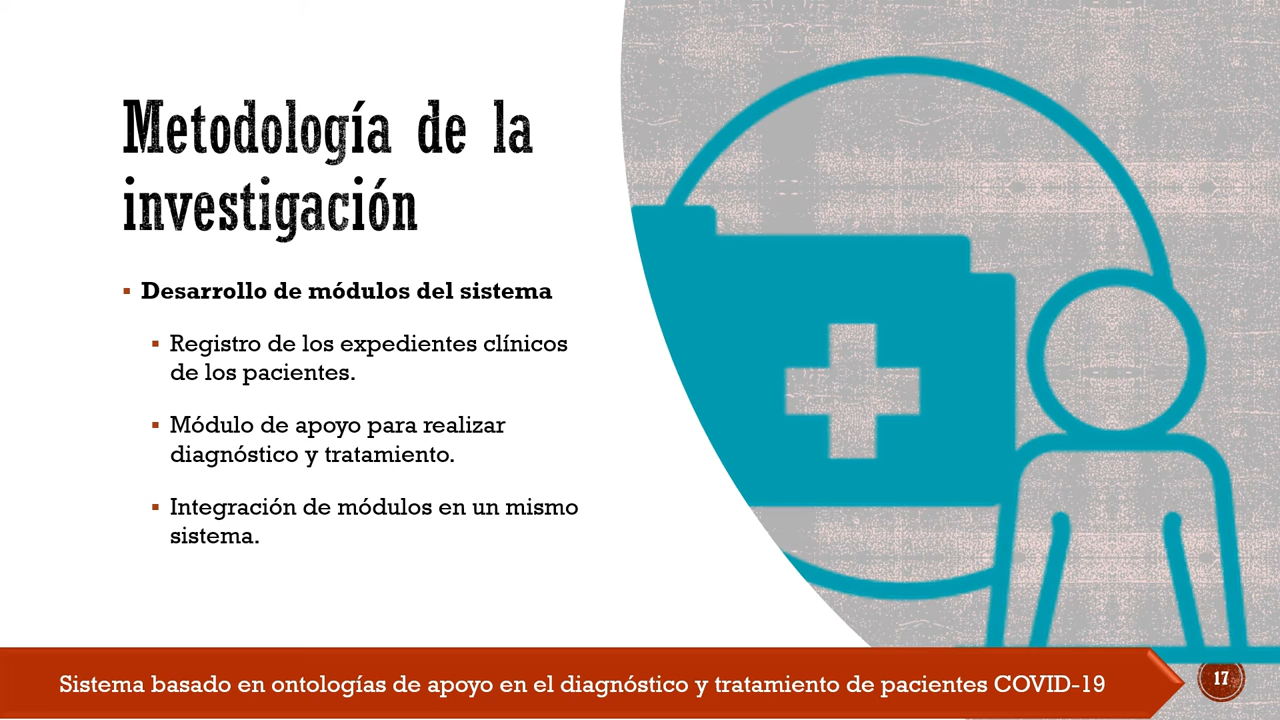 Metodología de la
investigación
Desarrollo de módulos del sistema
Registro de los expedientes clínicos
de los pacientes.
Módulo de apoyo para realizar
diagnóstico y tratamiento.
Integración de módulos en un mismo
sistema.
Sistema basado en ontologías de apoyo en el diagnóstico y tratamiento de pacientes COVID-19
17